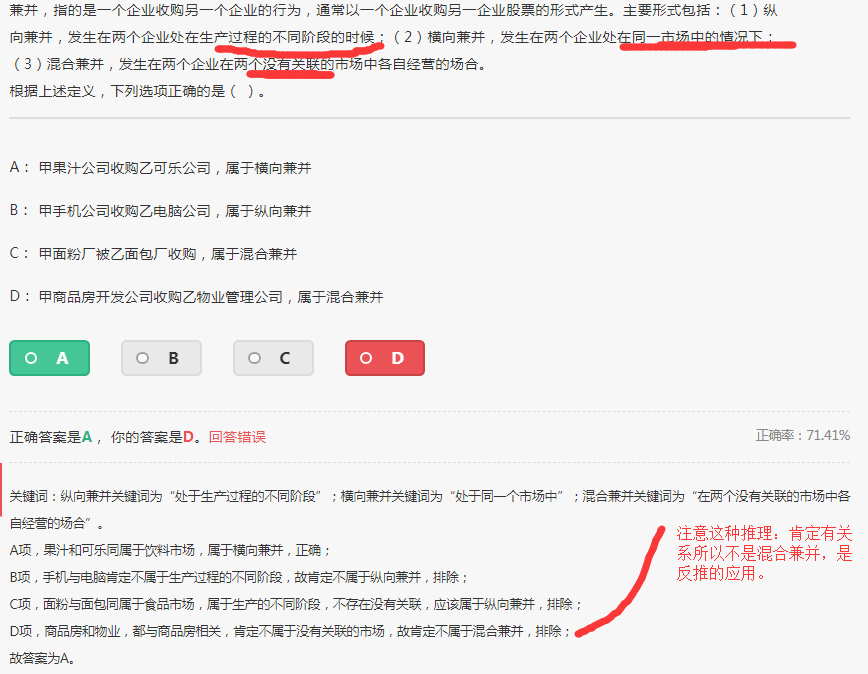 兼并，指的是一个企业收购另一个企业的行为，通常以一个企业收购另一企业股票的形式产生。主要形式包括：（1）纵
向兼并，发生在两个企业处在生产过程的不同阶段的时候；（2）横向兼并，发生在两个企业处在同一市场中的情况下；
（3）混合兼并，发生在两个企业在两个没有关联的市场中各自经营的场合。
根据上述定义，下列选项正确的是（ ）。
A： 甲果汁公司收购乙可乐公司，属于横向兼并
B： 甲手机公司收购乙电脑公司，属于纵向兼并
C： 甲面粉厂被乙面包厂收购，属于混合兼并
D： 甲商品房开发公司收购乙物业管理公司，属于混合兼并
A B C D
正确答案是A， 你的答案是D。回答错误 正确率：71.41%
关键词：纵向兼并关键词为“处于生产过程的不同阶段”；横向兼并关键词为“处于同一个市场中”；混合兼并关键词为“在两个没有关联的市场中各
自经营的场合”。
A项，果汁和可乐同属于饮料市场，属于横向兼并，正确；
B项，手机与电脑肯定不属于生产过程的不同阶段，故肯定不属于纵向兼并，排除；
C项，面粉与面包同属于食品市场，属于生产的不同阶段，不存在没有关联，应该属于纵向兼并，排除；
D项，商品房和物业，都与商品房相关，肯定不属于没有关联的市场，故肯定不属于混合兼并，排除；
故答案为A。
注意这种推理：肯定有关
系所以不是混合兼并，是
反推的应用。